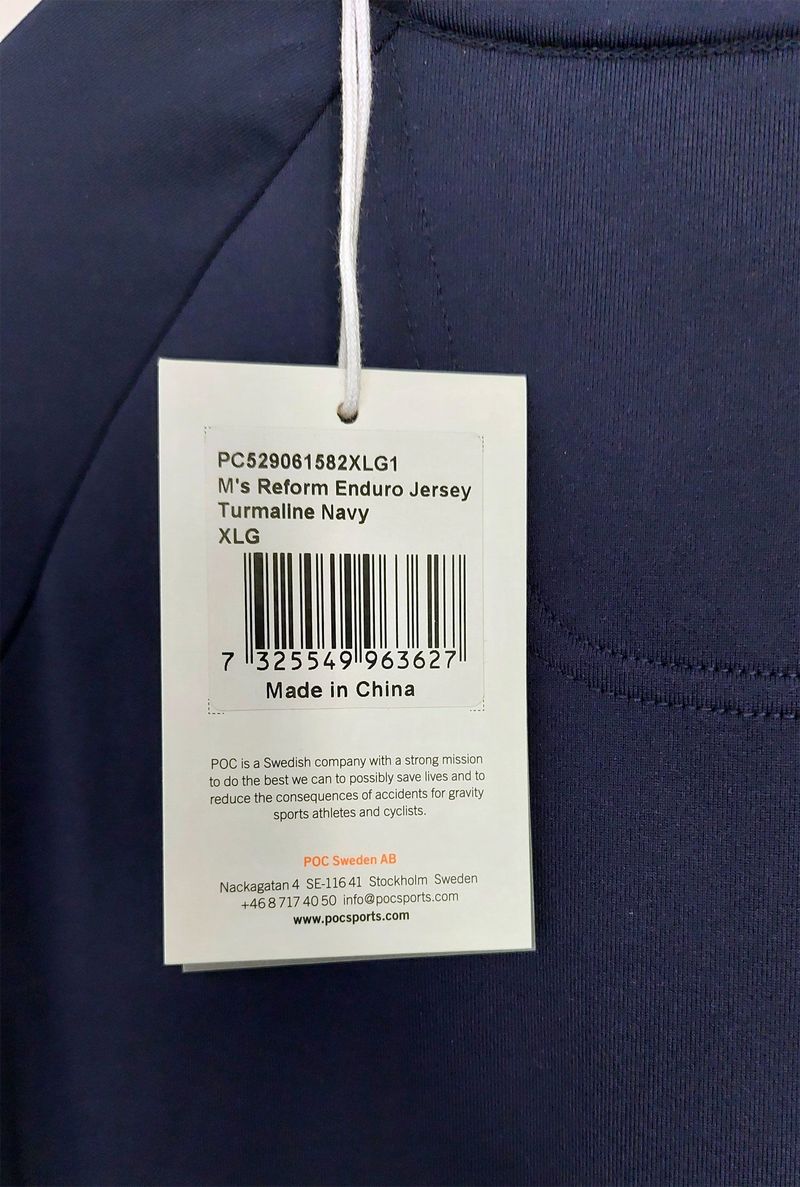 PC529061582XLG1
M's Reform Enduro Jersey
Turmaline Navy
XLG
7 325549 963627
Made in China
POC is a Swedish company with a strong mission
to do the best we can to possibly save lives and to
reduce the consequences of accidents for gravity
sports athletes and cyclists.
POC Sweden AB
Nackagatan 4 SE-116 41 Stockholm Sweden
+46 8 717 40 50 info@pocsports.com
www.pocsports.com